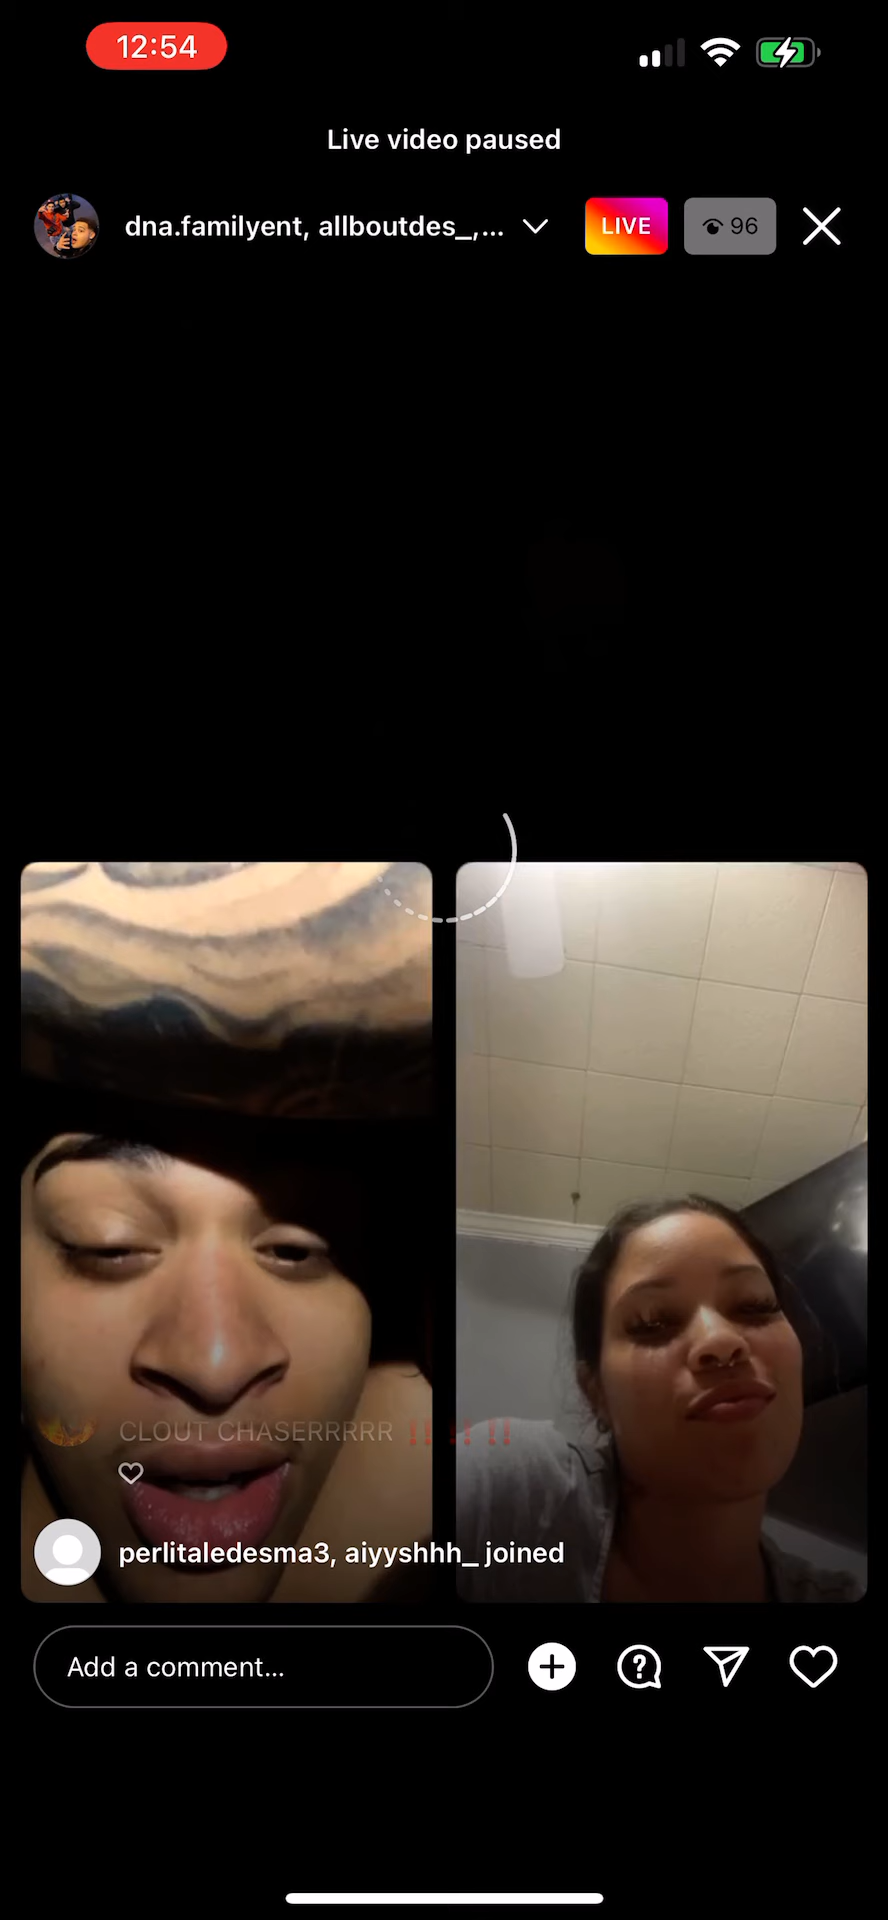 12:54
Live video paused
dna.familyent, allboutdes_,...
LIVE
96
CLOUT CHASERRRRR ‼️ ‼️ ‼️
perlitaledesma3, aiyyshhh_ joined
Add a comment...